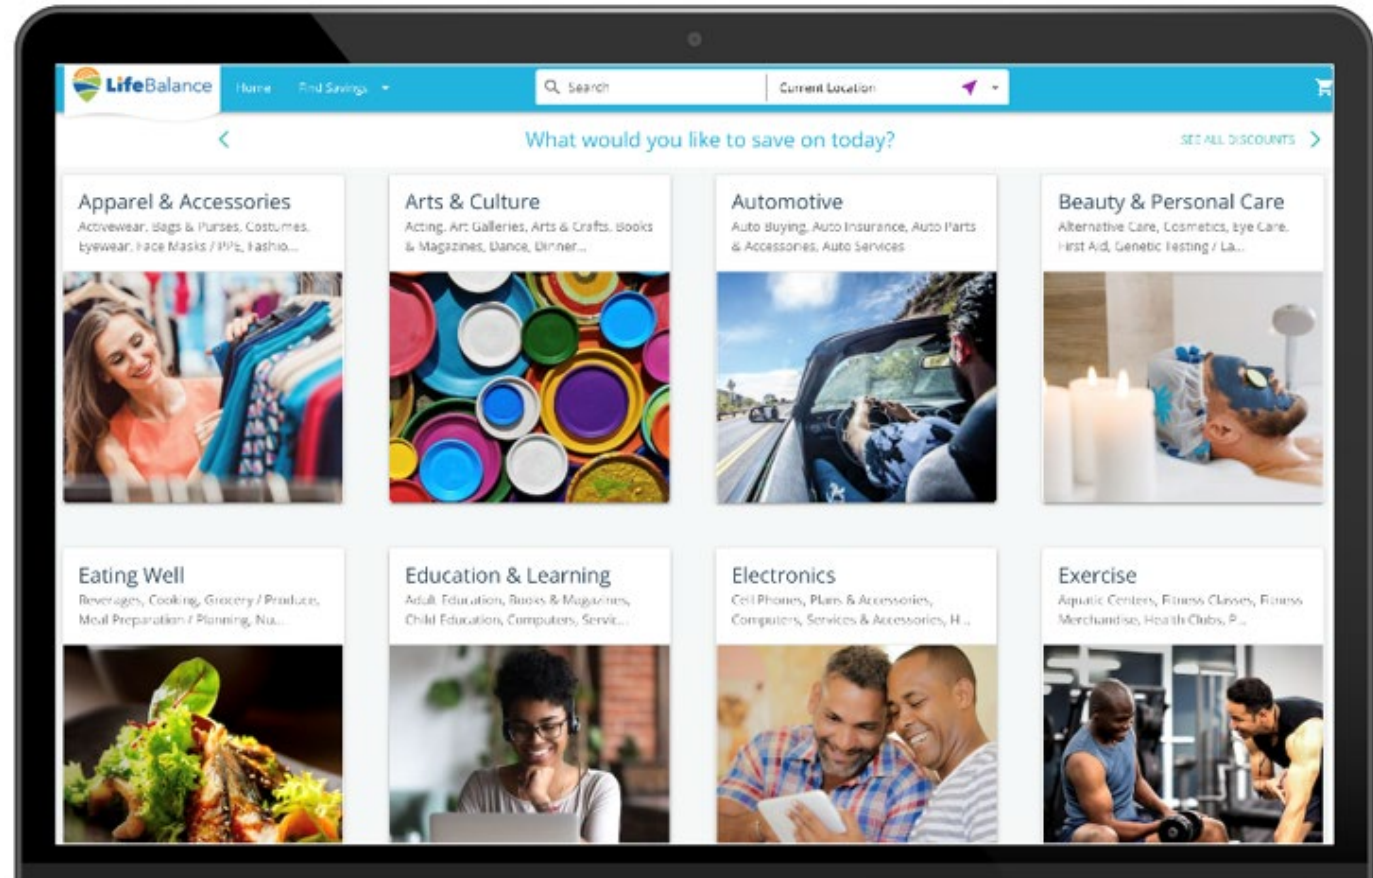 LifeBalance
Home
Find Savings
Search
Current Location
What would you like to save on today?
SEE ALL DISCOUNTS
Apparel & Accessories
Activewear, Bags & Purses, Costumes,
Eyewear, Face Masks / PPE, Fashio...
Arts & Culture
Acting, Art Galleries, Arts & Crafts, Books
& Magazines, Dance, Dinner...
Automotive
Auto Buying, Auto Insurance, Auto Parts
& Accessories, Auto Services
Beauty & Personal Care
Alternative Care, Cosmetics, Eye Care,
First Aid, Genetic Testing / La...
Eating Well
Beverages, Cooking, Grocery / Produce,
Meal Preparation / Planning, Nu...
Education & Learning
Adult Education, Books & Magazines,
Child Education, Computers, Servic...
Electronics
Cell Phones, Plans & Accessories,
Computers, Services & Accessories, H...
Exercise
Aquatic Centers, Fitness Classes, Fitness
Merchandise, Health Clubs, P...